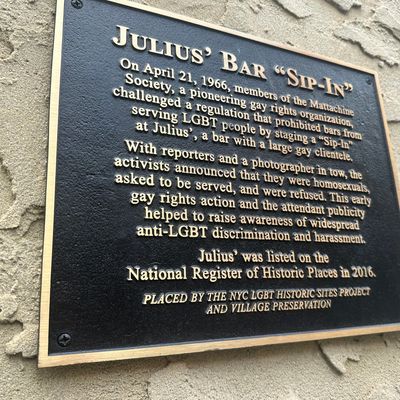 JULIUS' BAR "SIP-IN"
On April 21, 1966, members of the Mattachine
Society, a pioneering gay rights organization,
challenged a regulation that prohibited bars from
serving LGBT people by staging a "Sip-In"
at Julius', a bar with a large gay clientele.
With reporters and a photographer in tow, the
activists announced that they were homosexuals,
asked to be served, and were refused. This early
gay rights action and the attendant publicity
helped to raise awareness of widespread
anti-LGBT discrimination and harassment.
Julius' was listed on the
National Register of Historic Places in 2016.
PLACED BY THE NYC LGBT HISTORIC SITES PROJECT
AND VILLAGE PRESERVATION